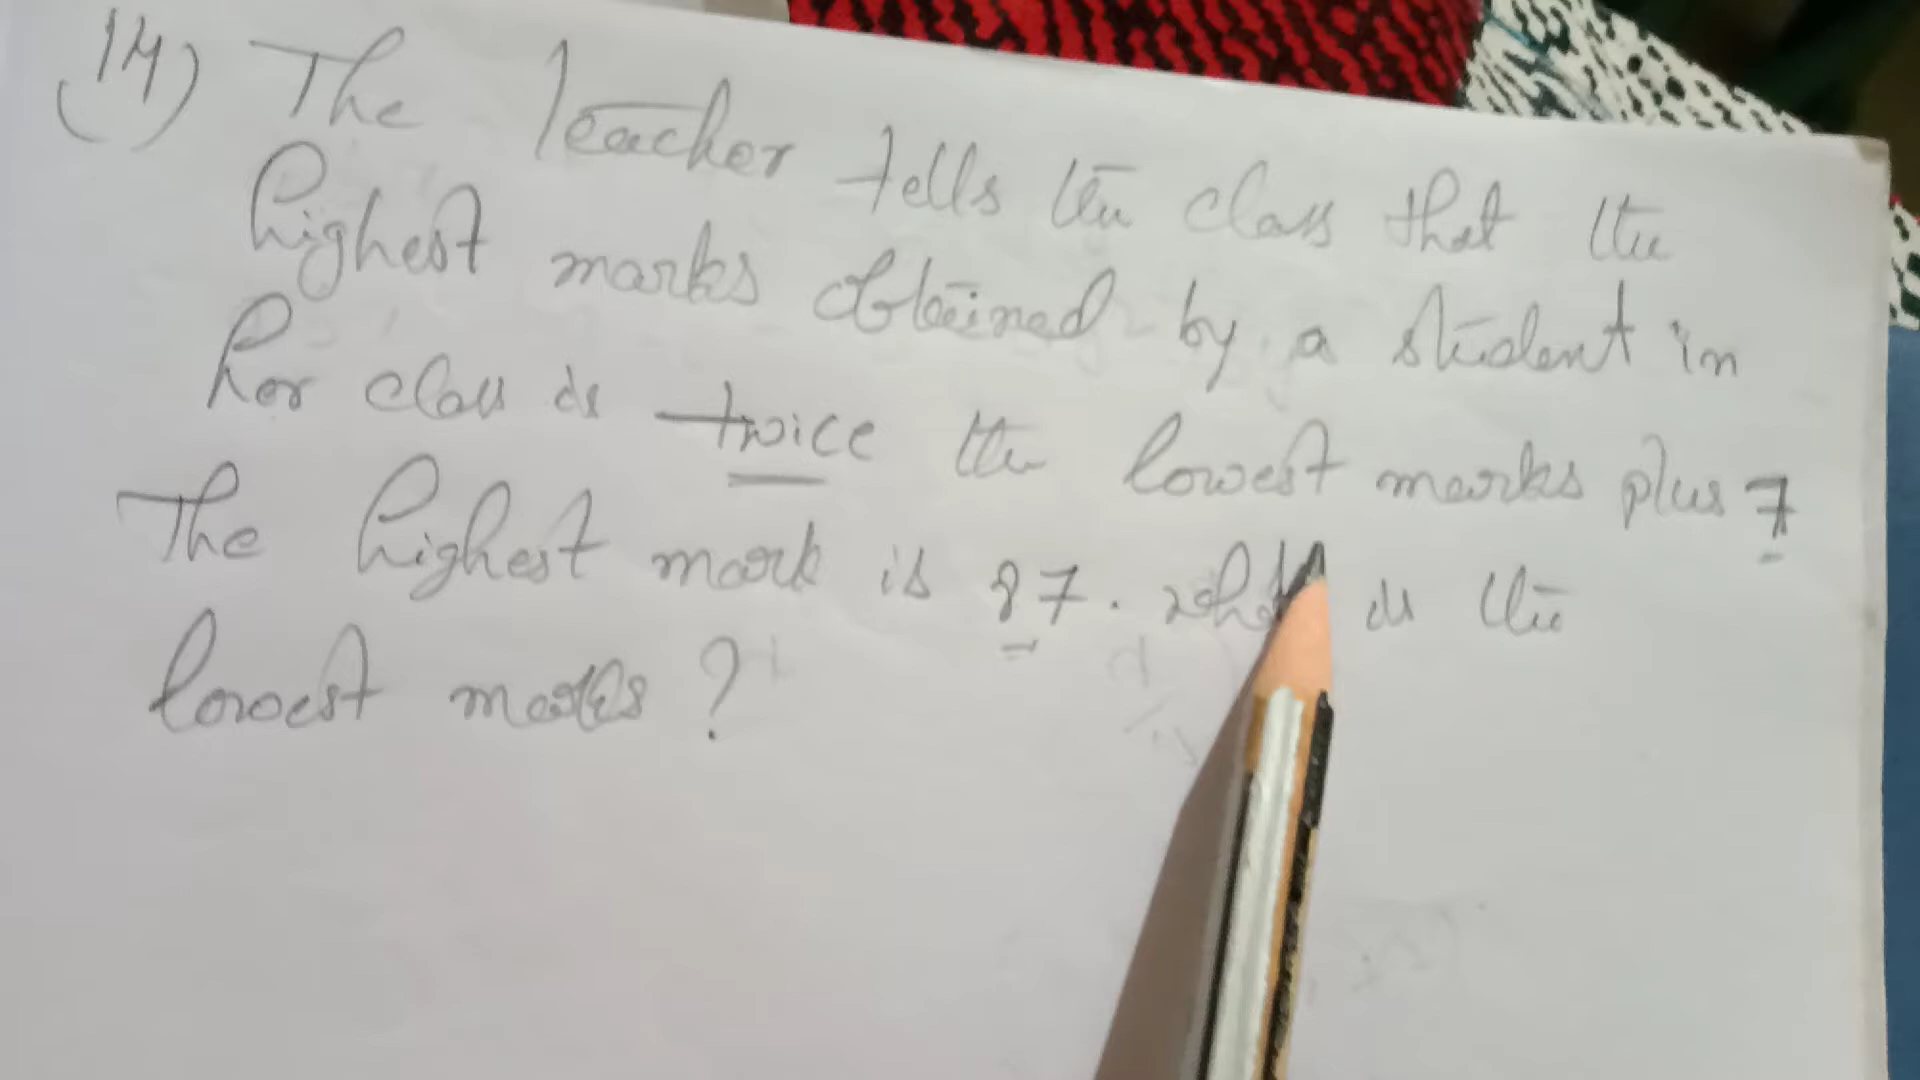 14) The Teacher tells the class that the
highest marks obtained by a student in
her class is twice the lowest marks plus 7
The highest mark is 87. What is the
lowest marks ?